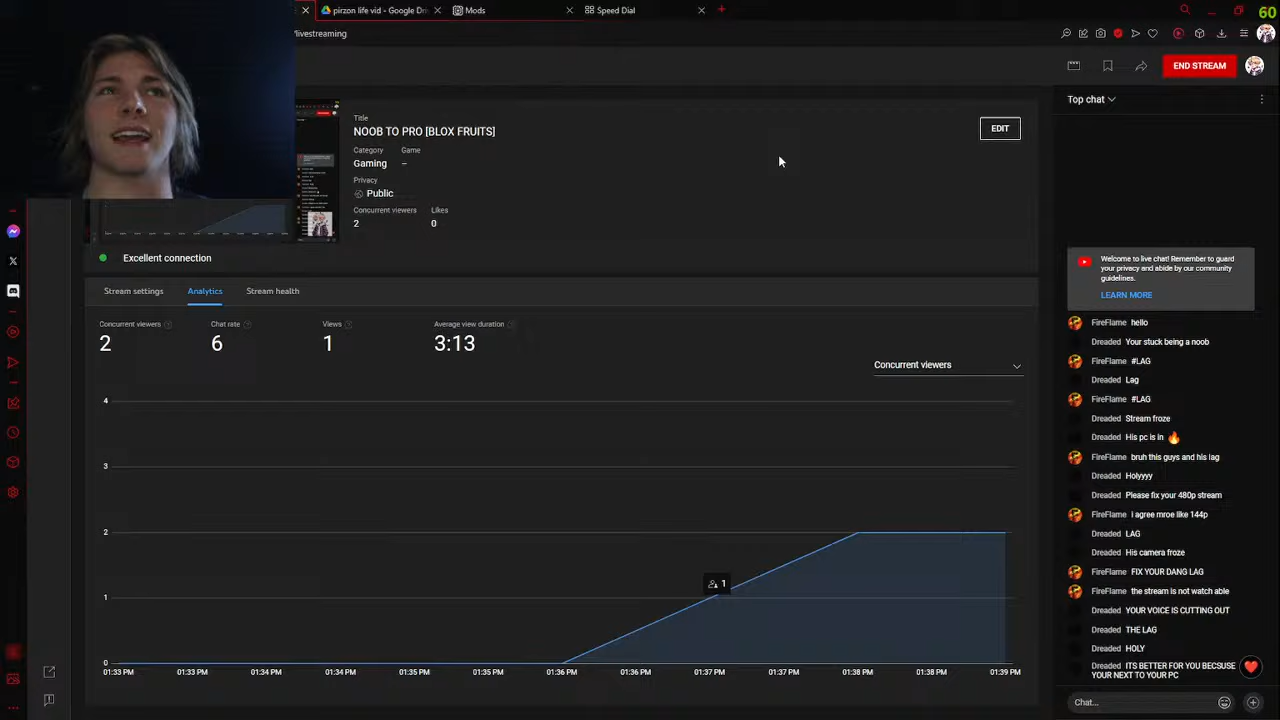 pirzon life vid - Google Dri
Mods
Speed Dial
60
/livestreaming
END STREAM
Title
NOOB TO PRO [BLOX FRUITS]
EDIT
Category Game
Gaming –
Privacy
Public
Concurrent viewers Likes
2 0
Excellent connection
Stream settings Analytics Stream health
Concurrent viewers Chat rate Views Average view duration
2 6 1 3:13
Concurrent viewers
4
3
2
1
1
0
01:33 PM 01:33 PM 01:34 PM 01:34 PM 01:35 PM 01:35 PM 01:36 PM 01:36 PM 01:37 PM 01:37 PM 01:38 PM 01:38 PM 01:39 PM
Top chat
Welcome to live chat! Remember to guard
your privacy and abide by our community
guidelines.
LEARN MORE
FireFlame hello
Dreaded Your stuck being a noob
FireFlame #LAG
Dreaded Lag
FireFlame #LAG
Dreaded Stream froze
Dreaded His pc is in 🔥
FireFlame bruh this guys and his lag
Dreaded Holyyyy
Dreaded Please fix your 480p stream
FireFlame i agree mroe like 144p
Dreaded LAG
Dreaded His camera froze
FireFlame FIX YOUR DANG LAG
FireFlame the stream is not watch able
Dreaded YOUR VOICE IS CUTTING OUT
Dreaded THE LAG
Dreaded HOLY
Dreaded ITS BETTER FOR YOU BECSUSE
YOUR NEXT TO YOUR PC
Chat...